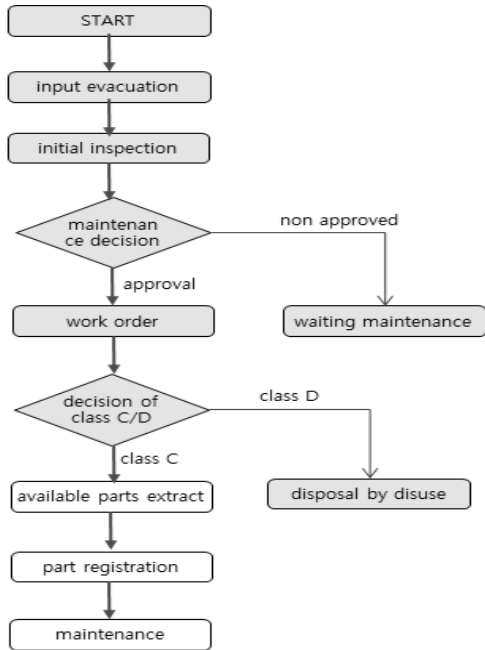 START
input evacuation
initial inspection
maintenan
ce decision
non approved
approval
work order
waiting maintenance
decision of
class C/D
class D
class C
available parts extract
disposal by disuse
part registration
maintenance